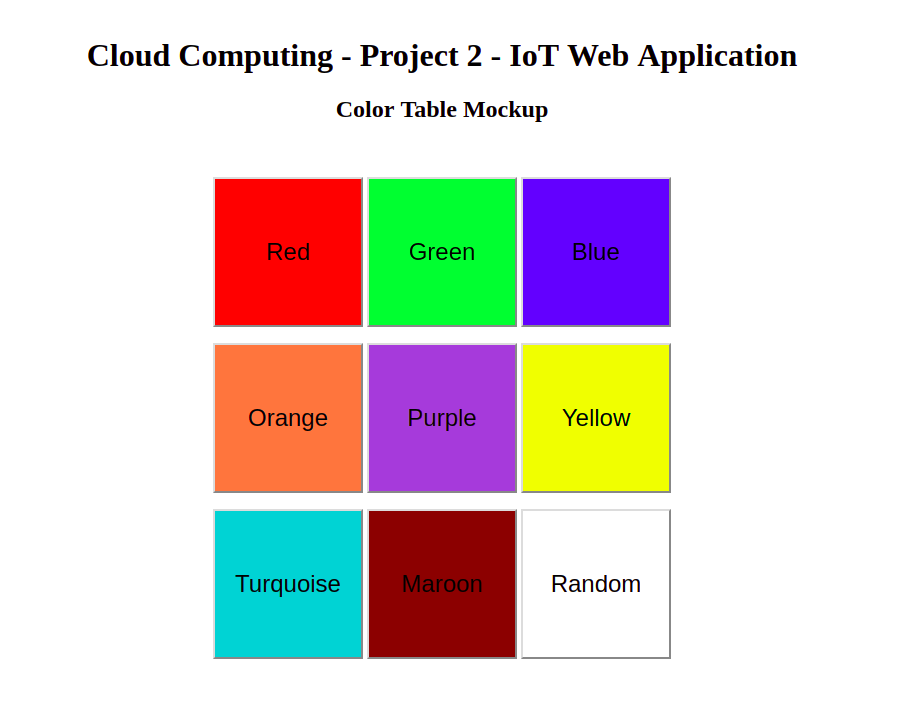 Cloud Computing - Project 2 - IoT Web Application
Color Table Mockup
Red Green Blue
Orange Purple Yellow
Turquoise Maroon Random